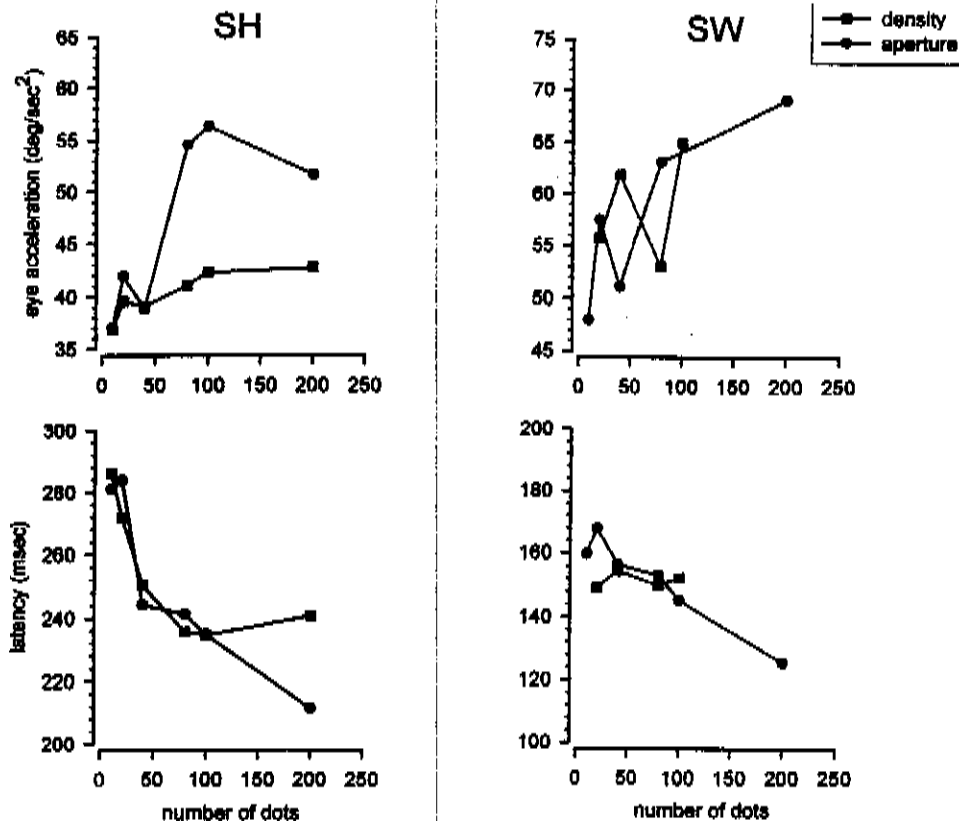 SH
SW
density
aperture
eye acceleration (deg/sec2)
65
60
55
50
45
40
35
0 50 100 150 200 250
75
70
65
60
55
50
45
0 50 100 150 200 250
latency (msec)
300
280
260
240
220
200
0 50 100 150 200 250
number of dots
200
180
160
140
120
100
0 50 100 150 200 250
number of dots